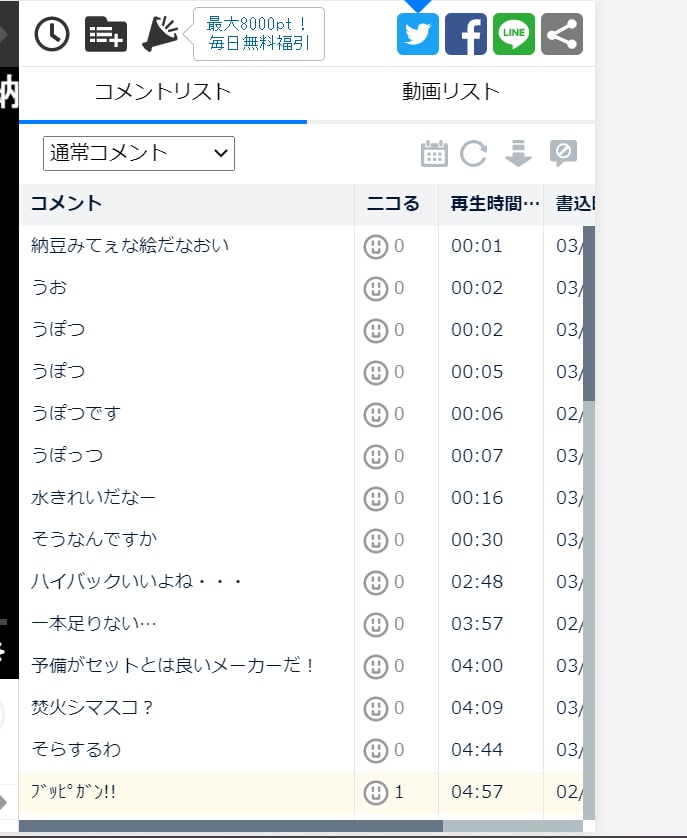 納
最大8000pt！
毎日無料福引
LINE
コメントリスト 動画リスト
通常コメント
コメント ニコる 再生時間… 書込
納豆みてぇな絵だなおい 0 00:01 03/
うお 0 00:02 03/
うぽつ 0 00:02 03/
うぽつ 0 00:05 03/
うぽつです 0 00:06 02/
うぽっつ 0 00:07 03/
水きれいだなー 0 00:16 03/
そうなんですか 0 00:30 03/
ハイバックいいよね・・・ 0 02:48 03/
一本足りない… 0 03:57 02/
予備がセットとは良いメーカーだ！ 0 04:00 03/
焚火シマスコ？ 0 04:09 03/
そらするわ 0 04:44 03/
ﾌﾞｯﾋﾟｶﾞﾝ!! 1 04:57 02/